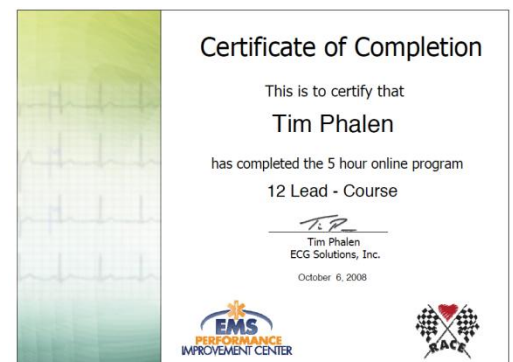 Certificate of Completion
This is to certify that
Tim Phalen
has completed the 5 hour online program
12 Lead - Course
Tim Phalen
ECG Solutions, Inc.
October 6, 2008
EMS
PERFORMANCE
IMPROVEMENT CENTER
RACE